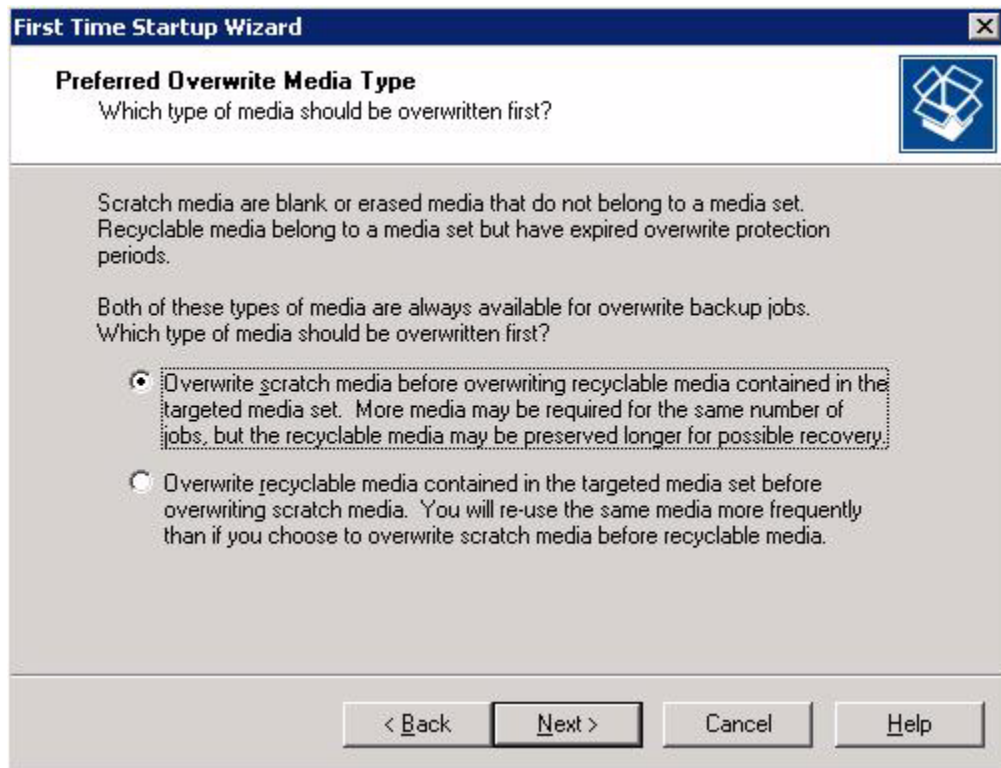 First Time Startup Wizard
Preferred Overwrite Media Type
Which type of media should be overwritten first?
Scratch media are blank or erased media that do not belong to a media set.
Recyclable media belong to a media set but have expired overwrite protection
periods.
Both of these types of media are always available for overwrite backup jobs.
Which type of media should be overwritten first?
Overwrite scratch media before overwriting recyclable media contained in the
targeted media set.  More media may be required for the same number of
jobs, but the recyclable media may be preserved longer for possible recovery.
Overwrite recyclable media contained in the targeted media set before
overwriting scratch media.  You will re-use the same media more frequently
than if you choose to overwrite scratch media before recyclable media.
< Back
Next >
Cancel
Help